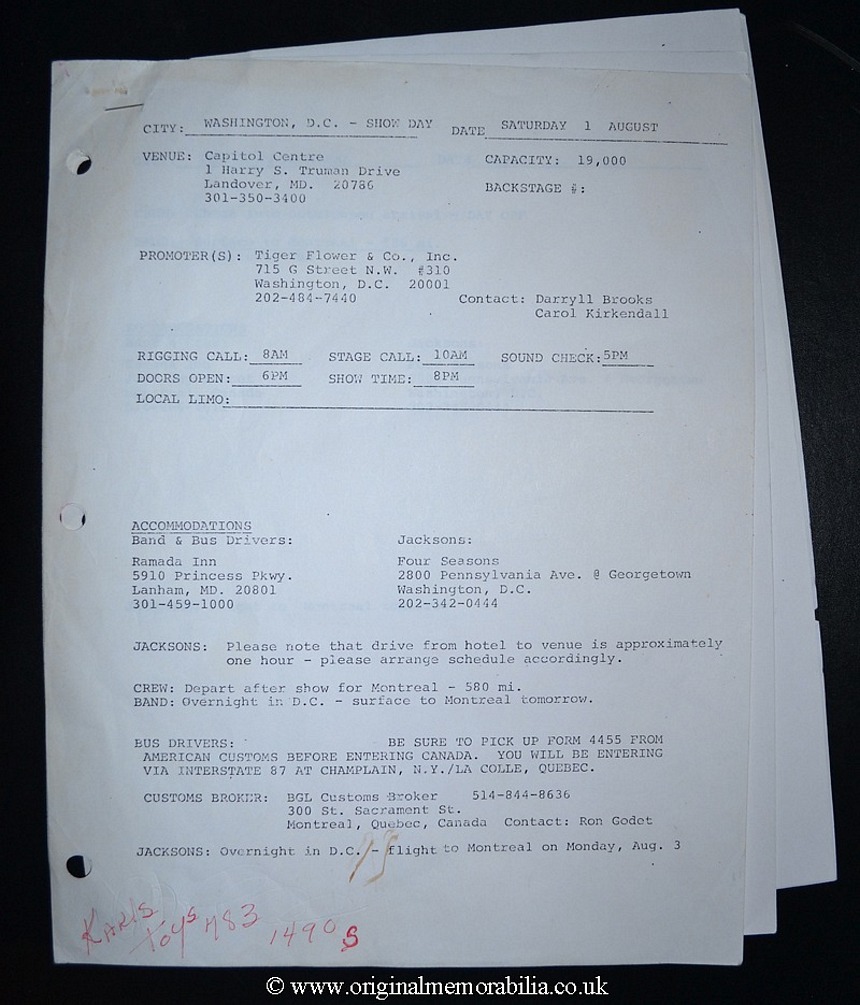 CITY: WASHINGTON, D.C. - SHOW DAY DATE SATURDAY 1 AUGUST
VENUE: Capitol Centre CAPACITY: 19,000
1 Harry S. Truman Drive
Landover, MD. 20786 BACKSTAGE #:
301-350-3400
PROMOTER(S): Tiger Flower & Co., Inc.
715 G Street N.W. #310
Washington, D.C. 20001
202-484-7440 Contact: Darryll Brooks
Carol Kirkendall
RIGGING CALL: 8AM STAGE CALL: 10AM SOUND CHECK: 5PM
DOORS OPEN: 6PM SHOW TIME: 8PM
LOCAL LIMO:
ACCOMMODATIONS
Band & Bus Drivers: Jacksons:
Ramada Inn Four Seasons
5910 Princess Pkwy. 2800 Pennsylvania Ave. @ Georgetown
Lanham, MD. 20801 Washington, D.C.
301-459-1000 202-342-0444
JACKSONS: Please note that drive from hotel to venue is approximately
one hour - please arrange schedule accordingly.
CREW: Depart after show for Montreal - 580 mi.
BAND: Overnight in D.C. - surface to Montreal tomorrow.
BUS DRIVERS: BE SURE TO PICK UP FORM 4455 FROM
AMERICAN CUSTOMS BEFORE ENTERING CANADA. YOU WILL BE ENTERING
VIA INTERSTATE 87 AT CHAMPLAIN, N.Y./LA COLLE, QUEBEC.
CUSTOMS BROKER: BGL Customs Broker 514-844-8636
300 St. Sacrament St.
Montreal, Quebec, Canada Contact: Ron Godet
JACKSONS: Overnight in D.C. - flight to Montreal on Monday, Aug. 3
1490
© www.originalmemorabilia.co.uk